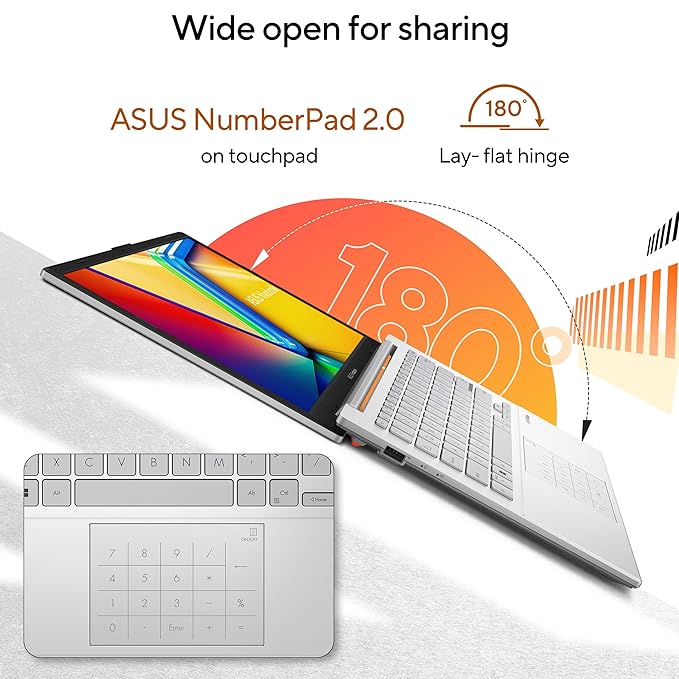 Wide open for sharing
ASUS NumberPad 2.0
on touchpad
180°
Lay- flat hinge
180°
X C V B N M , . /
Alt Alt Ctrl Home
ON/OFF
7 8 9 / ←
4 5 6 *
1 2 3 - %
0 . Enter + =